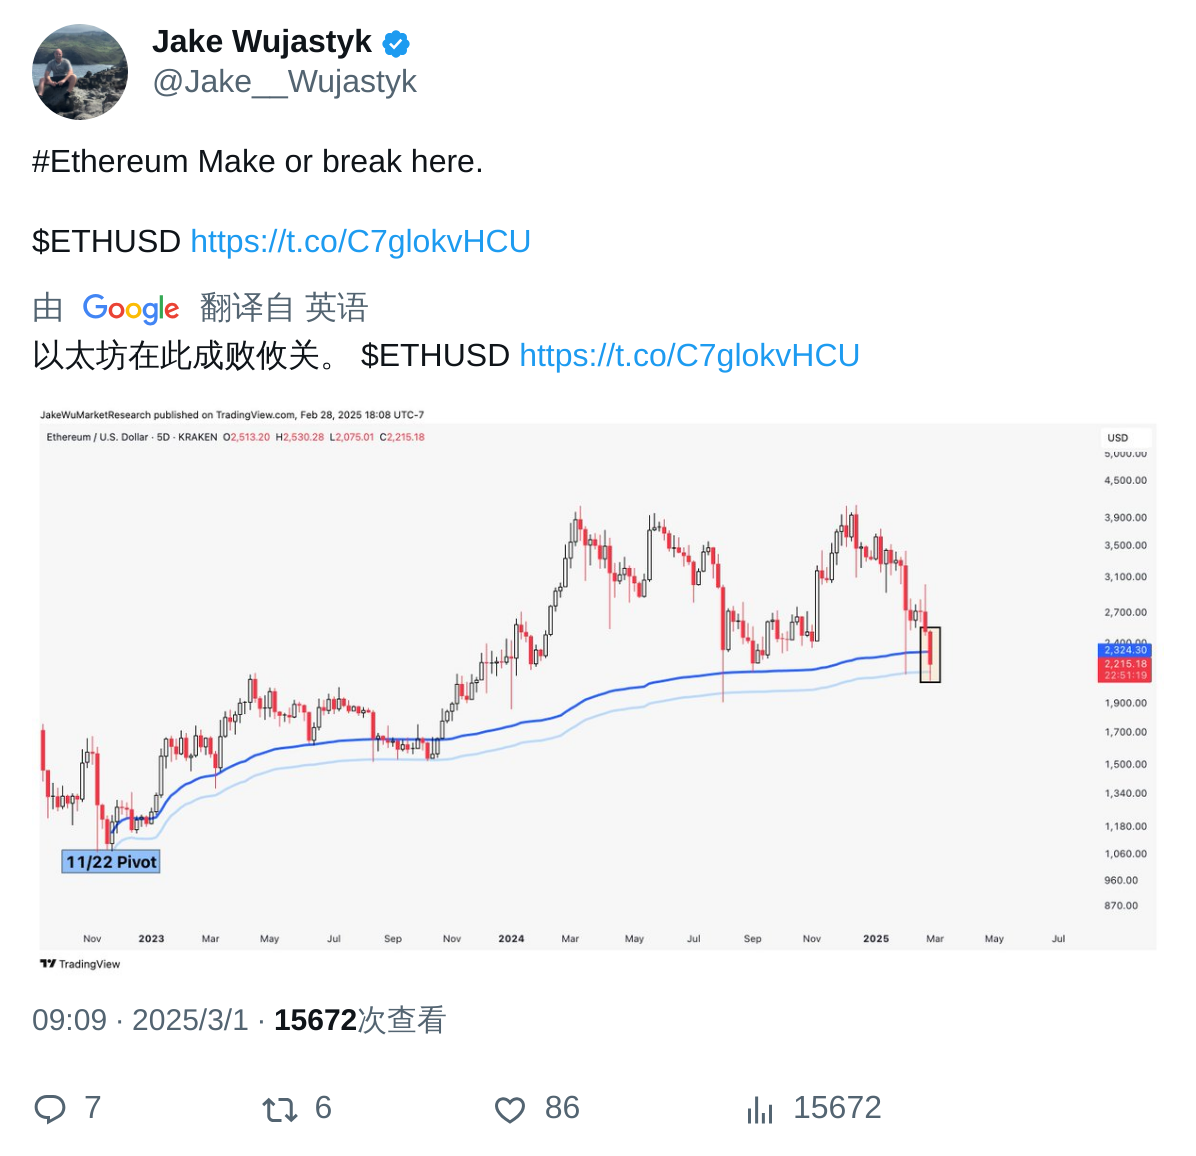 Jake Wujastyk
@Jake__Wujastyk
#Ethereum Make or break here.
$ETHUSD https://t.co/C7glokvHCU
由 Google 翻译自 英语
以太坊在此成败攸关。 $ETHUSD https://t.co/C7glokvHCU
JakeWuMarketResearch published on TradingView.com, Feb 28, 2025 18:08 UTC-7
Ethereum / U.S. Dollar · 5D · KRAKEN O2,513.20 H2,530.28 L2,075.01 C2,215.18
USD
5,000.00
4,500.00
3,900.00
3,500.00
3,100.00
2,700.00
2,400.00
2,324.30
2,215.18
22:51:19
1,900.00
1,700.00
1,500.00
1,340.00
1,180.00
1,060.00
960.00
870.00
11/22 Pivot
Nov 2023 Mar May Jul Sep Nov 2024 Mar May Jul Sep Nov 2025 Mar May Jul
TradingView
09:09 · 2025/3/1 · 15672次查看
7 6 86 15672